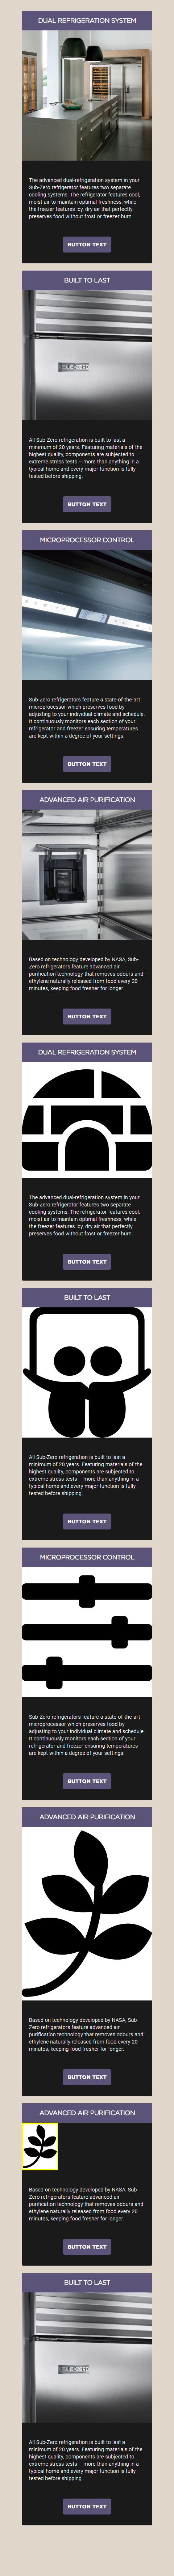 DUAL REFRIGERATION SYSTEM
The advanced dual-refrigeration system in your
Sub-Zero refrigerator features two separate
cooling systems. The refrigerator features cool,
moist air to maintain optimal freshness, while
the freezer features icy, dry air that perfectly
preserves food without frost or freezer burn.
BUTTON TEXT
BUILT TO LAST
All Sub-Zero refrigeration is built to last a
minimum of 20 years. Featuring materials of the
highest quality, components are subjected to
extreme stress tests – more than anything in a
typical home and every major function is fully
tested before shipping.
BUTTON TEXT
MICROPROCESSOR CONTROL
Sub-Zero refrigerators feature a state-of-the-art
microprocessor which preserves food by
adjusting to your individual climate and schedule.
It continuously monitors each section of your
refrigerator and freezer ensuring temperatures
are kept within a degree of your settings.
BUTTON TEXT
ADVANCED AIR PURIFICATION
Based on technology developed by NASA, Sub-
Zero refrigerators feature advanced air
purification technology that removes odours and
ethylene naturally released from food every 20
minutes, keeping food fresher for longer.
BUTTON TEXT
DUAL REFRIGERATION SYSTEM
The advanced dual-refrigeration system in your
Sub-Zero refrigerator features two separate
cooling systems. The refrigerator features cool,
moist air to maintain optimal freshness, while
the freezer features icy, dry air that perfectly
preserves food without frost or freezer burn.
BUTTON TEXT
BUILT TO LAST
All Sub-Zero refrigeration is built to last a
minimum of 20 years. Featuring materials of the
highest quality, components are subjected to
extreme stress tests – more than anything in a
typical home and every major function is fully
tested before shipping.
BUTTON TEXT
MICROPROCESSOR CONTROL
Sub-Zero refrigerators feature a state-of-the-art
microprocessor which preserves food by
adjusting to your individual climate and schedule.
It continuously monitors each section of your
refrigerator and freezer ensuring temperatures
are kept within a degree of your settings.
BUTTON TEXT
ADVANCED AIR PURIFICATION
Based on technology developed by NASA, Sub-
Zero refrigerators feature advanced air
purification technology that removes odours and
ethylene naturally released from food every 20
minutes, keeping food fresher for longer.
BUTTON TEXT
ADVANCED AIR PURIFICATION
Based on technology developed by NASA, Sub-
Zero refrigerators feature advanced air
purification technology that removes odours and
ethylene naturally released from food every 20
minutes, keeping food fresher for longer.
BUTTON TEXT
BUILT TO LAST
All Sub-Zero refrigeration is built to last a
minimum of 20 years. Featuring materials of the
highest quality, components are subjected to
extreme stress tests – more than anything in a
typical home and every major function is fully
tested before shipping.
BUTTON TEXT